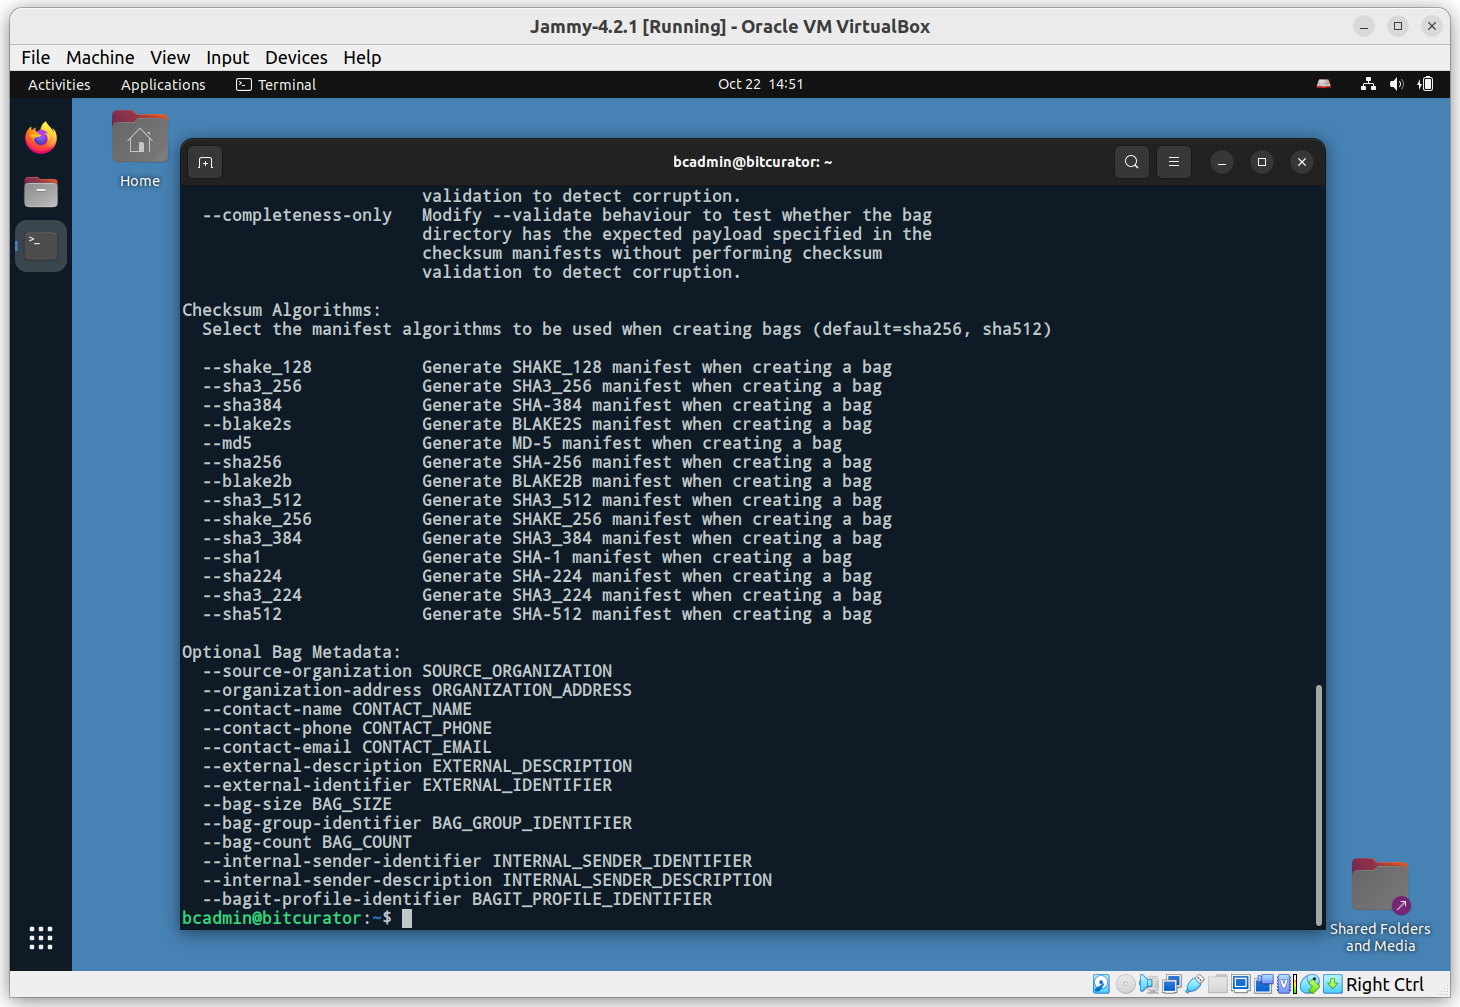 Jammy-4.2.1 [Running] - Oracle VM VirtualBox
File Machine View Input Devices Help
Activities Applications Terminal Oct 22 14:51
Home
bcadmin@bitcurator: ~
validation to detect corruption.
--completeness-only Modify --validate behaviour to test whether the bag
directory has the expected payload specified in the
checksum manifests without performing checksum
validation to detect corruption.
Checksum Algorithms:
Select the manifest algorithms to be used when creating bags (default=sha256, sha512)
--shake_128 Generate SHAKE_128 manifest when creating a bag
--sha3_256 Generate SHA3_256 manifest when creating a bag
--sha384 Generate SHA-384 manifest when creating a bag
--blake2s Generate BLAKE2S manifest when creating a bag
--md5 Generate MD-5 manifest when creating a bag
--sha256 Generate SHA-256 manifest when creating a bag
--blake2b Generate BLAKE2B manifest when creating a bag
--sha3_512 Generate SHA3_512 manifest when creating a bag
--shake_256 Generate SHAKE_256 manifest when creating a bag
--sha3_384 Generate SHA3_384 manifest when creating a bag
--sha1 Generate SHA-1 manifest when creating a bag
--sha224 Generate SHA-224 manifest when creating a bag
--sha3_224 Generate SHA3_224 manifest when creating a bag
--sha512 Generate SHA-512 manifest when creating a bag
Optional Bag Metadata:
--source-organization SOURCE_ORGANIZATION
--organization-address ORGANIZATION_ADDRESS
--contact-name CONTACT_NAME
--contact-phone CONTACT_PHONE
--contact-email CONTACT_EMAIL
--external-description EXTERNAL_DESCRIPTION
--external-identifier EXTERNAL_IDENTIFIER
--bag-size BAG_SIZE
--bag-group-identifier BAG_GROUP_IDENTIFIER
--bag-count BAG_COUNT
--internal-sender-identifier INTERNAL_SENDER_IDENTIFIER
--internal-sender-description INTERNAL_SENDER_DESCRIPTION
--bagit-profile-identifier BAGIT_PROFILE_IDENTIFIER
bcadmin@bitcurator:~$
Shared Folders
and Media
Right Ctrl